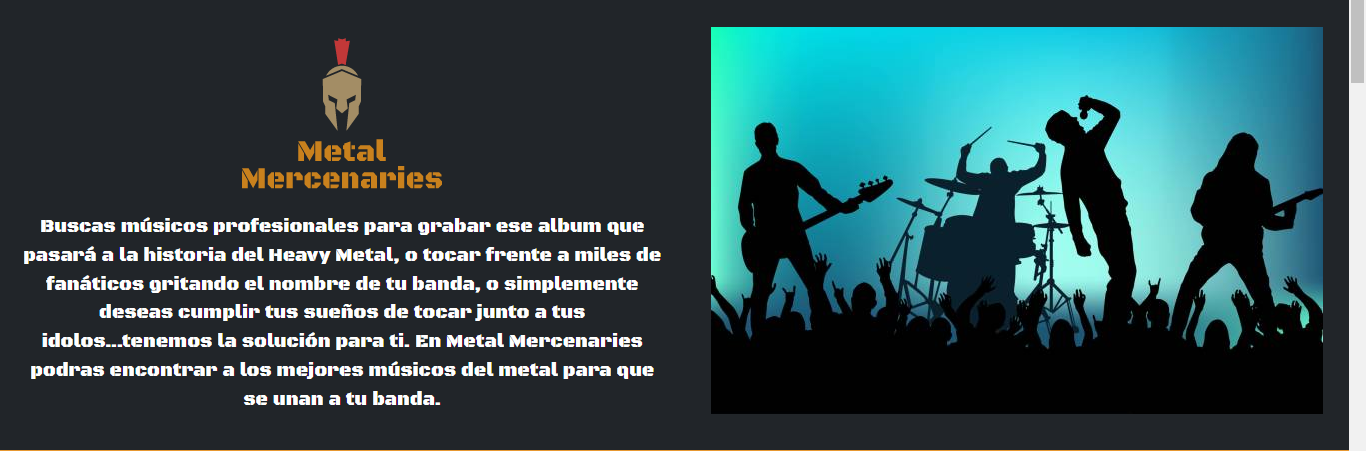 Metal
Mercenaries
Buscas músicos profesionales para grabar ese album que
pasará a la historia del Heavy Metal, o tocar frente a miles de
fanáticos gritando el nombre de tu banda, o simplemente
deseas cumplir tus sueños de tocar junto a tus
idolos...tenemos la solución para ti. En Metal Mercenaries
podras encontrar a los mejores músicos del metal para que
se unan a tu banda.